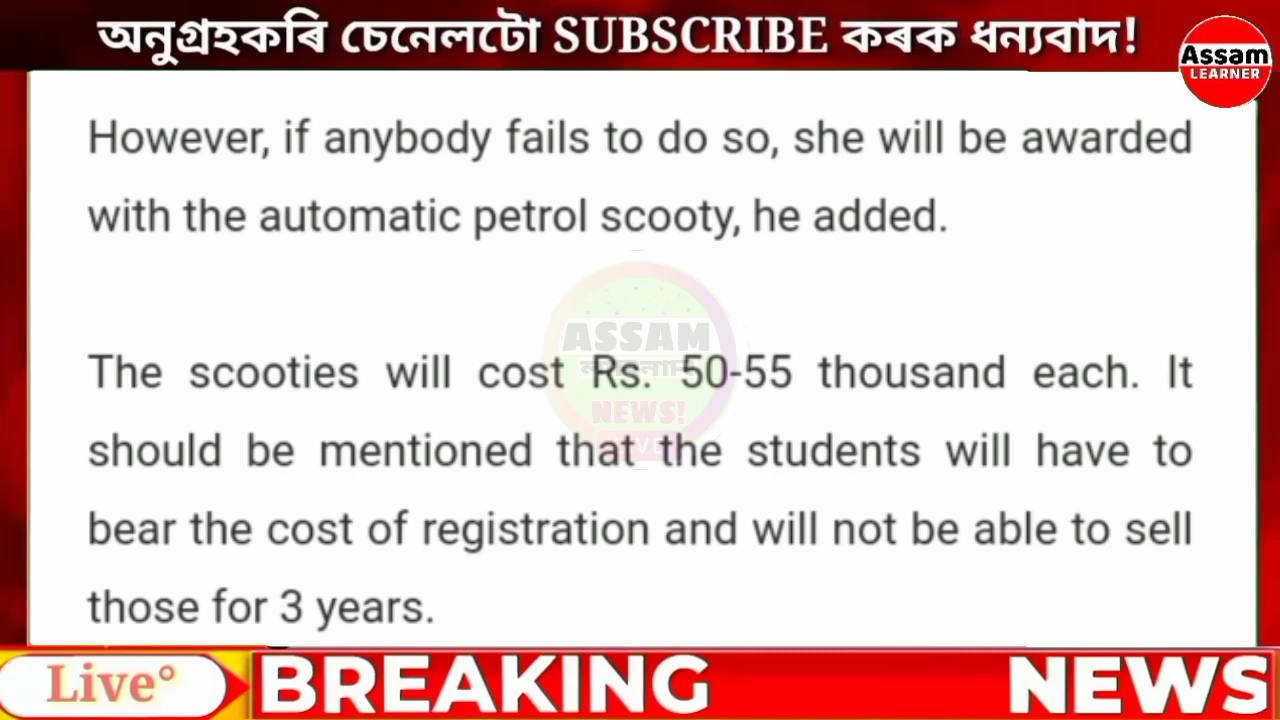 অনুগ্ৰহকৰি চেনেলটো SUBSCRIBE কৰক ধন্যবাদ!
Assam
LEARNER
However, if anybody fails to do so, she will be awarded
with the automatic petrol scooty, he added.
ASSAM
NEWS!
LIVE
The scooties will cost Rs. 50-55 thousand each. It
should be mentioned that the students will have to
bear the cost of registration and will not be able to sell
those for 3 years.
Live°
BREAKING NEWS